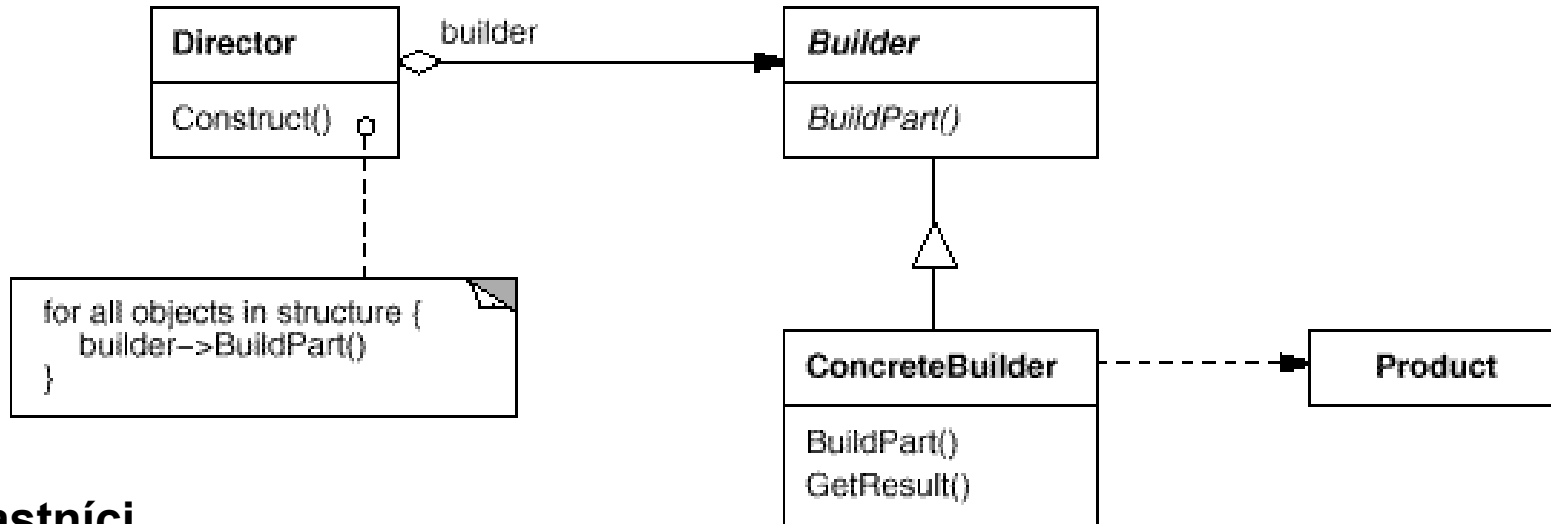 Director
builder
Builder
Construct()
BuildPart()
for all objects in structure {
builder->BuildPart()
}
ConcreteBuilder
Product
BuildPart()
GetResult()